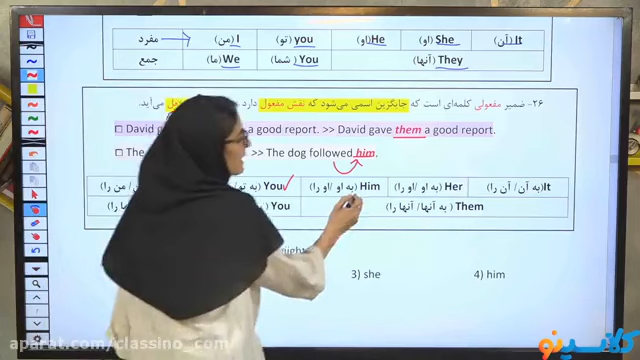 مفرد I (من) you (تو) He (او) She (او) It (آن)
جمع We (ما) You (شما) They (آنها)
۲۶- ضمیر مفعولی کلمه‌ای است که جایگزین اسمی می‌شود که نقش مفعول دارد می‌آید.
David a good report. >> David gave them a good report.
The >> The dog followed him.
You (به تو Him (به او /او را) Her (به او /او را) It (به آن/ آن را)
You Them (به آنها/ آنها را)
3) she 4) him
aparat.com/classino_com
کلاسینو